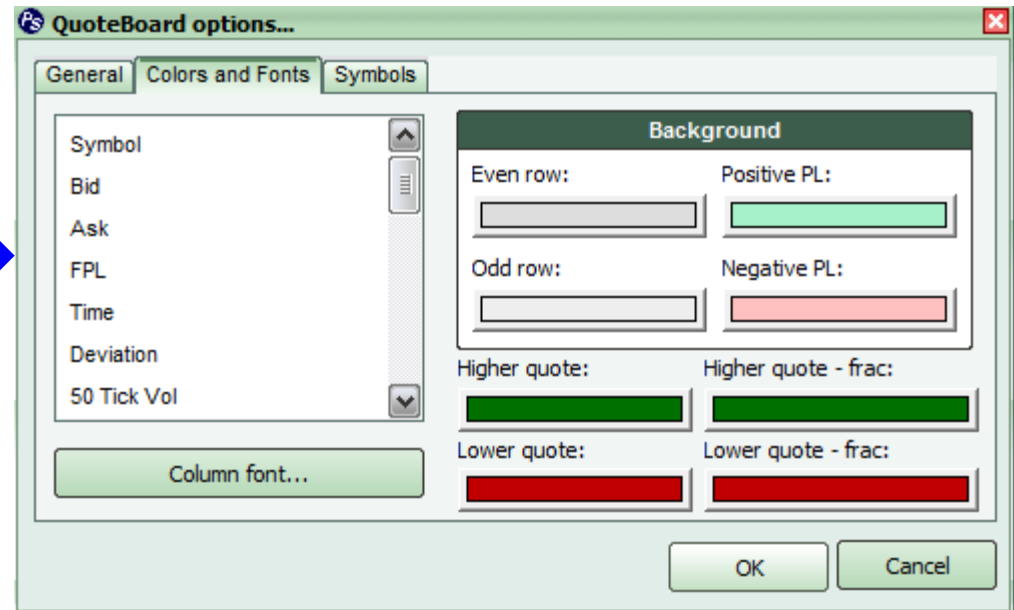 Ps QuoteBoard options...
General Colors and Fonts Symbols
Symbol
Bid
Ask
FPL
Time
Deviation
50 Tick Vol
Column font...
Background
Even row: Positive PL:
Odd row: Negative PL:
Higher quote: Higher quote - frac:
Lower quote: Lower quote - frac:
OK Cancel